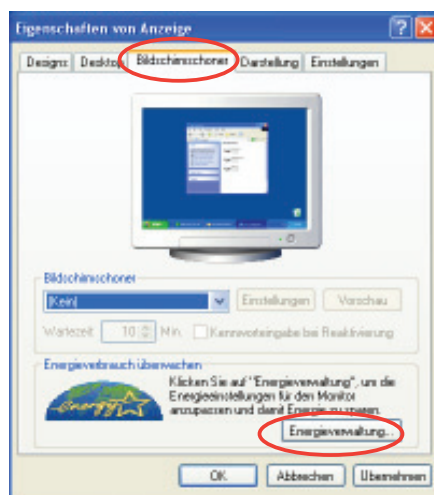 Eigenschaften von Anzeige
Designs Desktop Bildschirmschoner Darstellung Einstellungen
Bildschirmschoner
(Kein) Einstellungen Vorschau
Wartezeit: 10 Min. Kennworteingabe bei Reaktivierung
Energieverbrauch überwachen
Klicken Sie auf "Energieverwaltung", um die
Energieeinstellungen für den Monitor
anzupassen und damit Energie zu sparen.
energy
Energieverwaltung...
OK Abbrechen Übernehmen